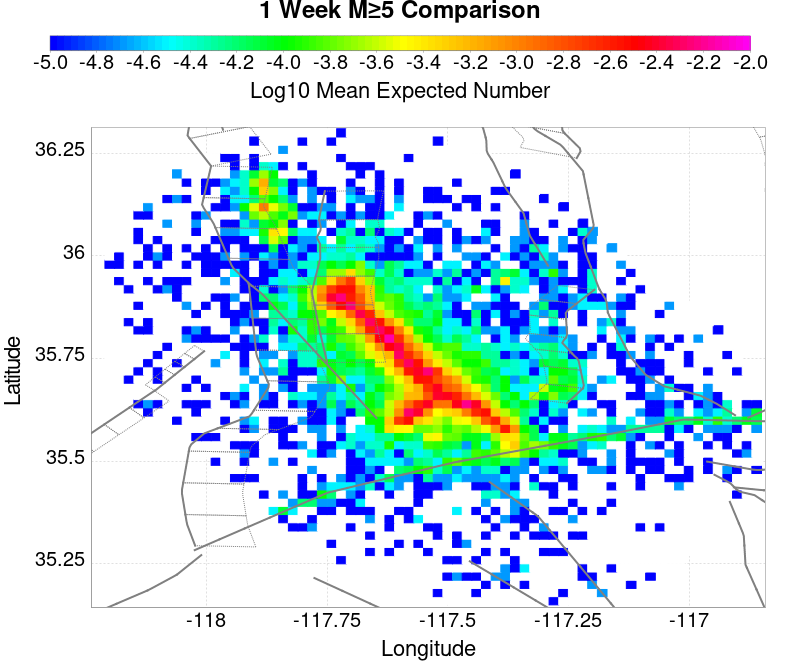 1 Week M≥5 Comparison
-5.0 -4.8 -4.6 -4.4 -4.2 -4.0 -3.8 -3.6 -3.4 -3.2 -3.0 -2.8 -2.6 -2.4 -2.2 -2.0
Log10 Mean Expected Number
36.25
36
35.75
35.5
35.25
Latitude
-118 -117.75 -117.5 -117.25 -117
Longitude